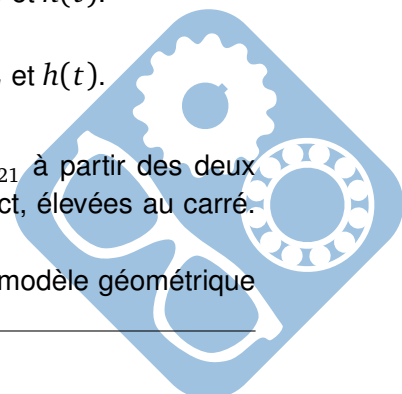 et h(t).
et h(t).
21 à partir des deux
ct, élevées au carré.
modèle géométrique